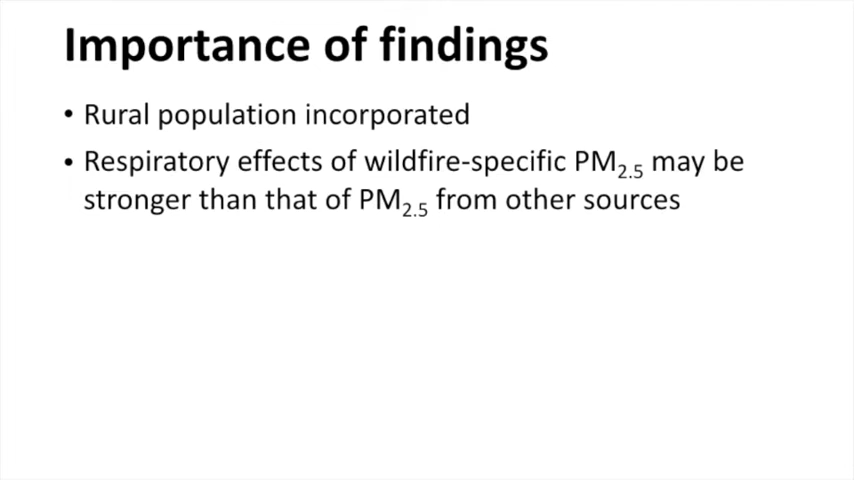 Importance of findings
• Rural population incorporated
• Respiratory effects of wildfire-specific PM2.5 may be
stronger than that of PM2.5 from other sources